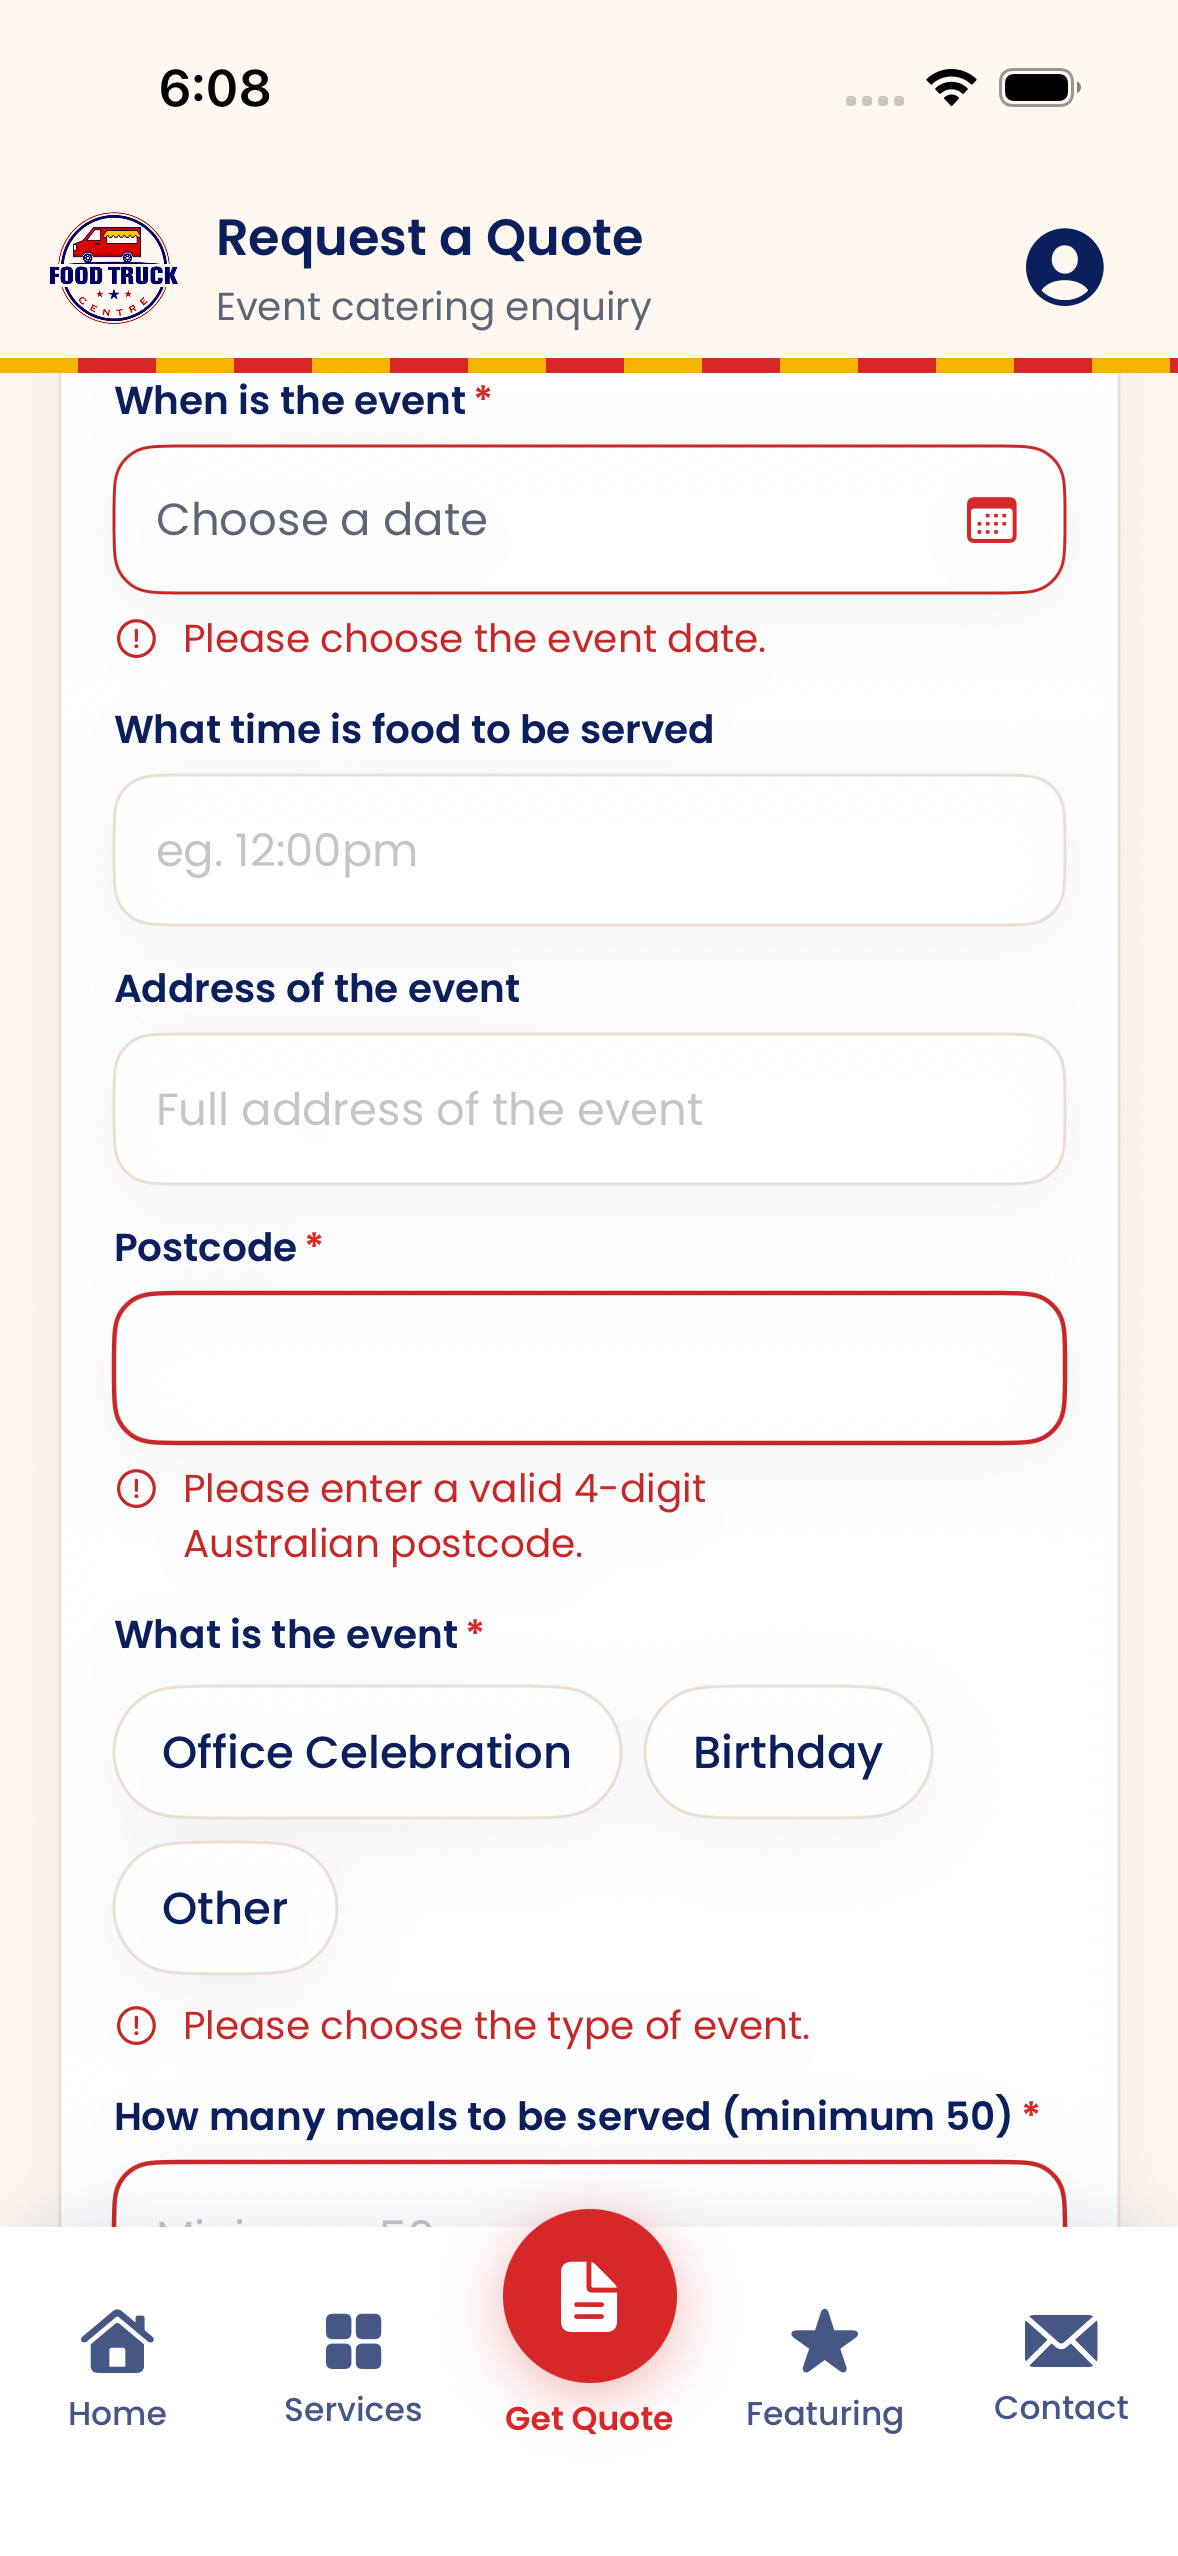 6:08
FOOD TRUCK
CENTRE
Request a Quote
Event catering enquiry
When is the event *
Choose a date
Please choose the event date.
What time is food to be served
eg. 12:00pm
Address of the event
Full address of the event
Postcode *
Please enter a valid 4-digit
Australian postcode.
What is the event *
Office Celebration
Birthday
Other
Please choose the type of event.
How many meals to be served (minimum 50) *
Home
Services
Get Quote
Featuring
Contact